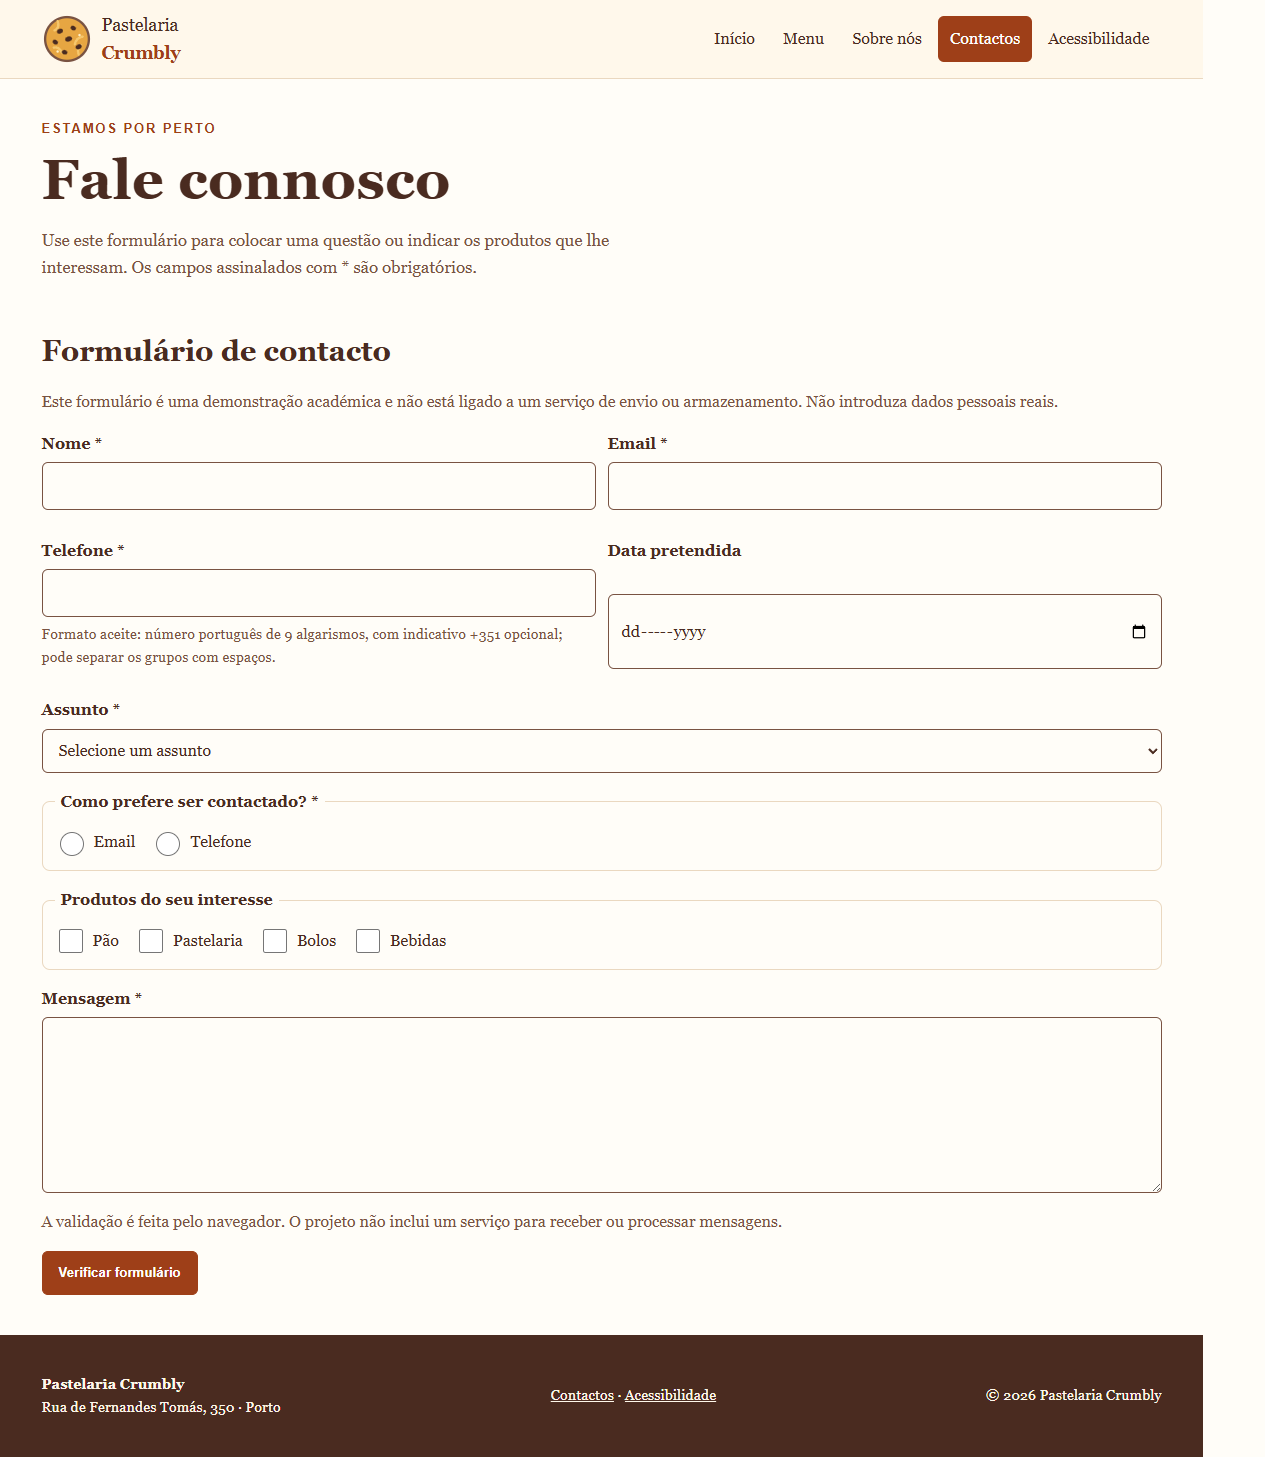 Pastelaria
Crumbly
Início
Menu
Sobre nós
Contactos
Acessibilidade
ESTAMOS POR PERTO
Fale connosco
Use este formulário para colocar uma questão ou indicar os produtos que lhe
interessam. Os campos assinalados com * são obrigatórios.
Formulário de contacto
Este formulário é uma demonstração académica e não está ligado a um serviço de envio ou armazenamento. Não introduza dados pessoais reais.
Nome *
Email *
Telefone *
Formato aceite: número português de 9 algarismos, com indicativo +351 opcional;
pode separar os grupos com espaços.
Data pretendida
dd-----yyyy
Assunto *
Selecione um assunto
Como prefere ser contactado? *
Email
Telefone
Produtos do seu interesse
Pão
Pastelaria
Bolos
Bebidas
Mensagem *
A validação é feita pelo navegador. O projeto não inclui um serviço para receber ou processar mensagens.
Verificar formulário
Pastelaria Crumbly
Rua de Fernandes Tomás, 350 · Porto
Contactos · Acessibilidade
© 2026 Pastelaria Crumbly